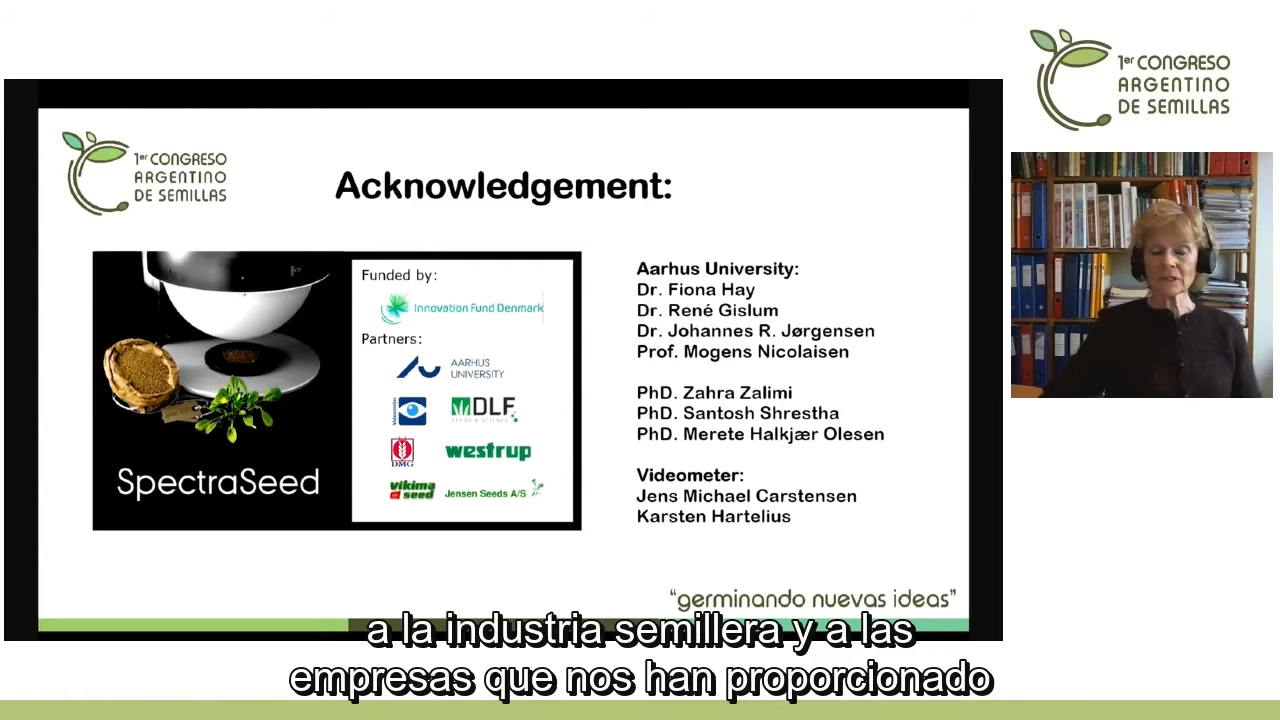 1er CONGRESO
ARGENTINO
DE SEMILLAS
1er CONGRESO
ARGENTINO
DE SEMILLAS
Acknowledgement:
SpectraSeed
Funded by:
Innovation Fund Denmark
Partners:
AARHUS
UNIVERSITY
Videometer
DLF
SEEDS & SCIENCE
DMG
westrup
vikima
seed
Jensen Seeds A/S
Aarhus University:
Dr. Fiona Hay
Dr. René Gislum
Dr. Johannes R. Jørgensen
Prof. Mogens Nicolaisen
PhD. Zahra Zalimi
PhD. Santosh Shrestha
PhD. Merete Halkjær Olesen
Videometer:
Jens Michael Carstensen
Karsten Hartelius
“germinando nuevas ideas”
a la industria semillera y a las
empresas que nos han proporcionado